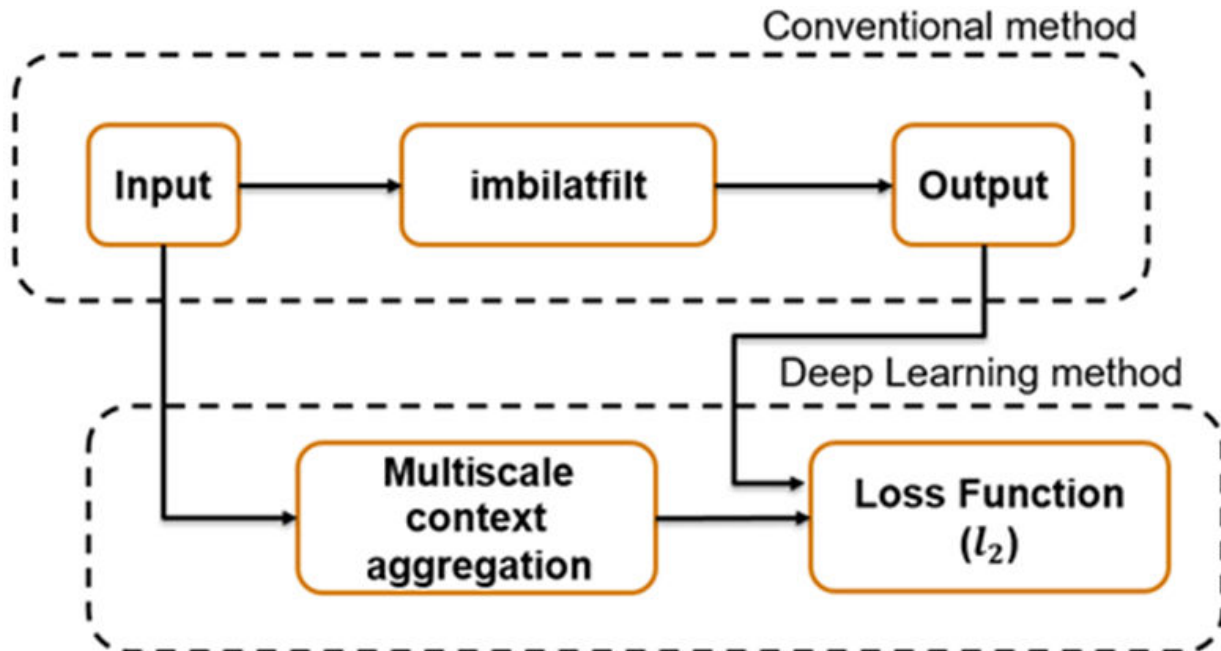 Conventional method
Input
imbilatfilt
Output
Deep Learning method
Multiscale
context
aggregation
Loss Function
(l₂)